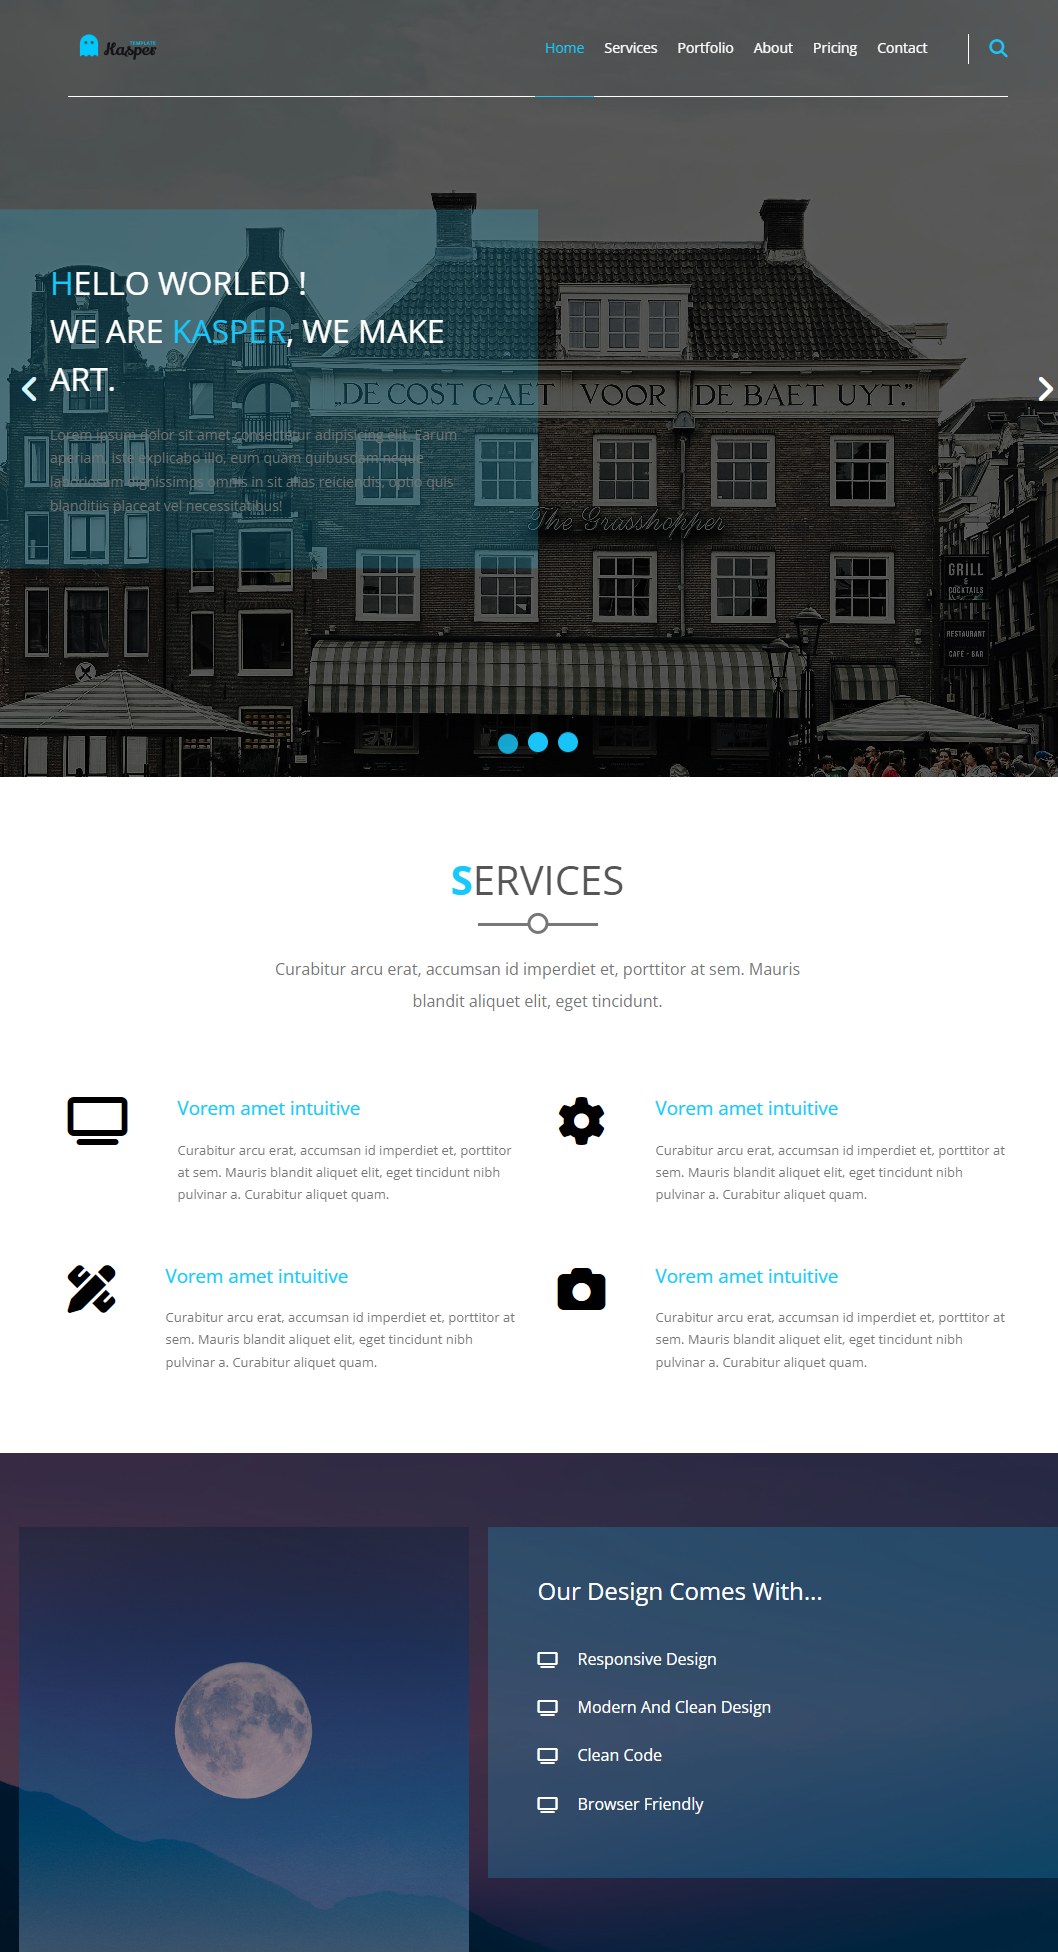 Kasper
TEMPLATE
Home Services Portfolio About Pricing Contact
HELLO WORLED !
WE ARE KASPER, WE MAKE
ART.
Lorem ipsum dolor sit amet consectetur adipisicing elit. Earum
aperiam, iste explicabo illo, eum quam quibusdam neque
laboriosam dignissimos omnis in sit alias reiciendis, optio quis
blanditiis placeat vel necessitatibus!
„DE COST GAET VOOR DE BAET UYT.”
The Grasshopper
GRILL
&
COCKTAILS
RESTAURANT
CAFÉ - BAR
SERVICES
Curabitur arcu erat, accumsan id imperdiet et, porttitor at sem. Mauris
blandit aliquet elit, eget tincidunt.
Vorem amet intuitive
Curabitur arcu erat, accumsan id imperdiet et, porttitor
at sem. Mauris blandit aliquet elit, eget tincidunt nibh
pulvinar a. Curabitur aliquet quam.
Vorem amet intuitive
Curabitur arcu erat, accumsan id imperdiet et, porttitor at
sem. Mauris blandit aliquet elit, eget tincidunt nibh
pulvinar a. Curabitur aliquet quam.
Vorem amet intuitive
Curabitur arcu erat, accumsan id imperdiet et, porttitor at
sem. Mauris blandit aliquet elit, eget tincidunt nibh
pulvinar a. Curabitur aliquet quam.
Vorem amet intuitive
Curabitur arcu erat, accumsan id imperdiet et, porttitor at
sem. Mauris blandit aliquet elit, eget tincidunt nibh
pulvinar a. Curabitur aliquet quam.
Our Design Comes With...
Responsive Design
Modern And Clean Design
Clean Code
Browser Friendly